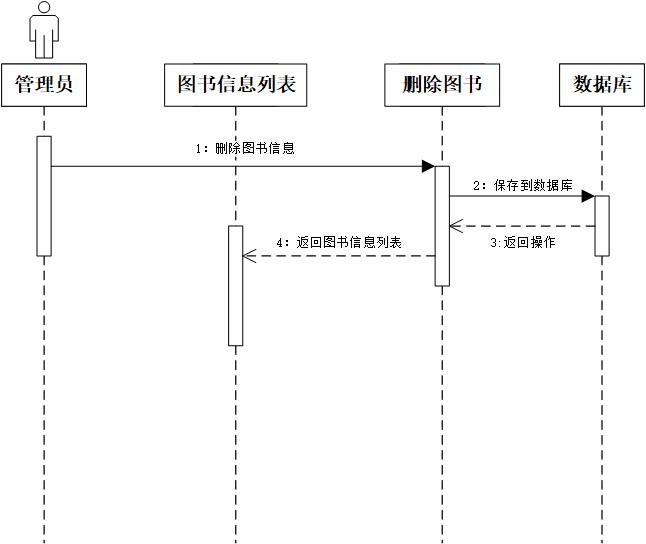 管理员
图书信息列表
删除图书
数据库
1: 删除图书信息
2: 保存到数据库
3:返回操作
4: 返回图书信息列表